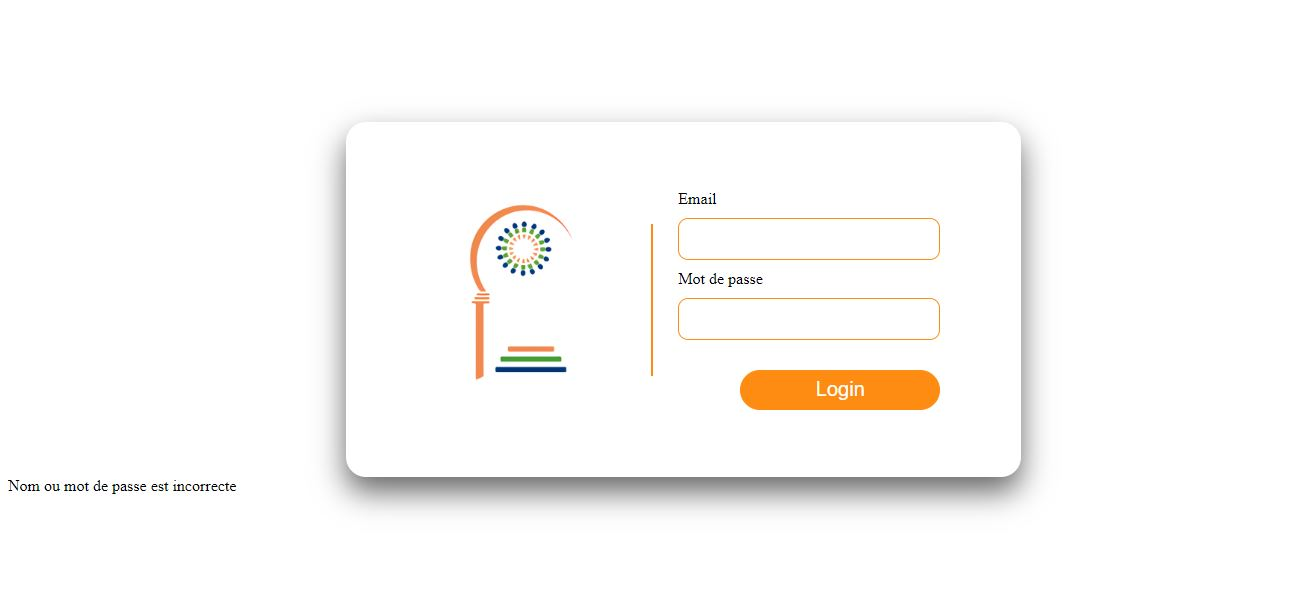 Email
Mot de passe
Login
Nom ou mot de passe est incorrecte